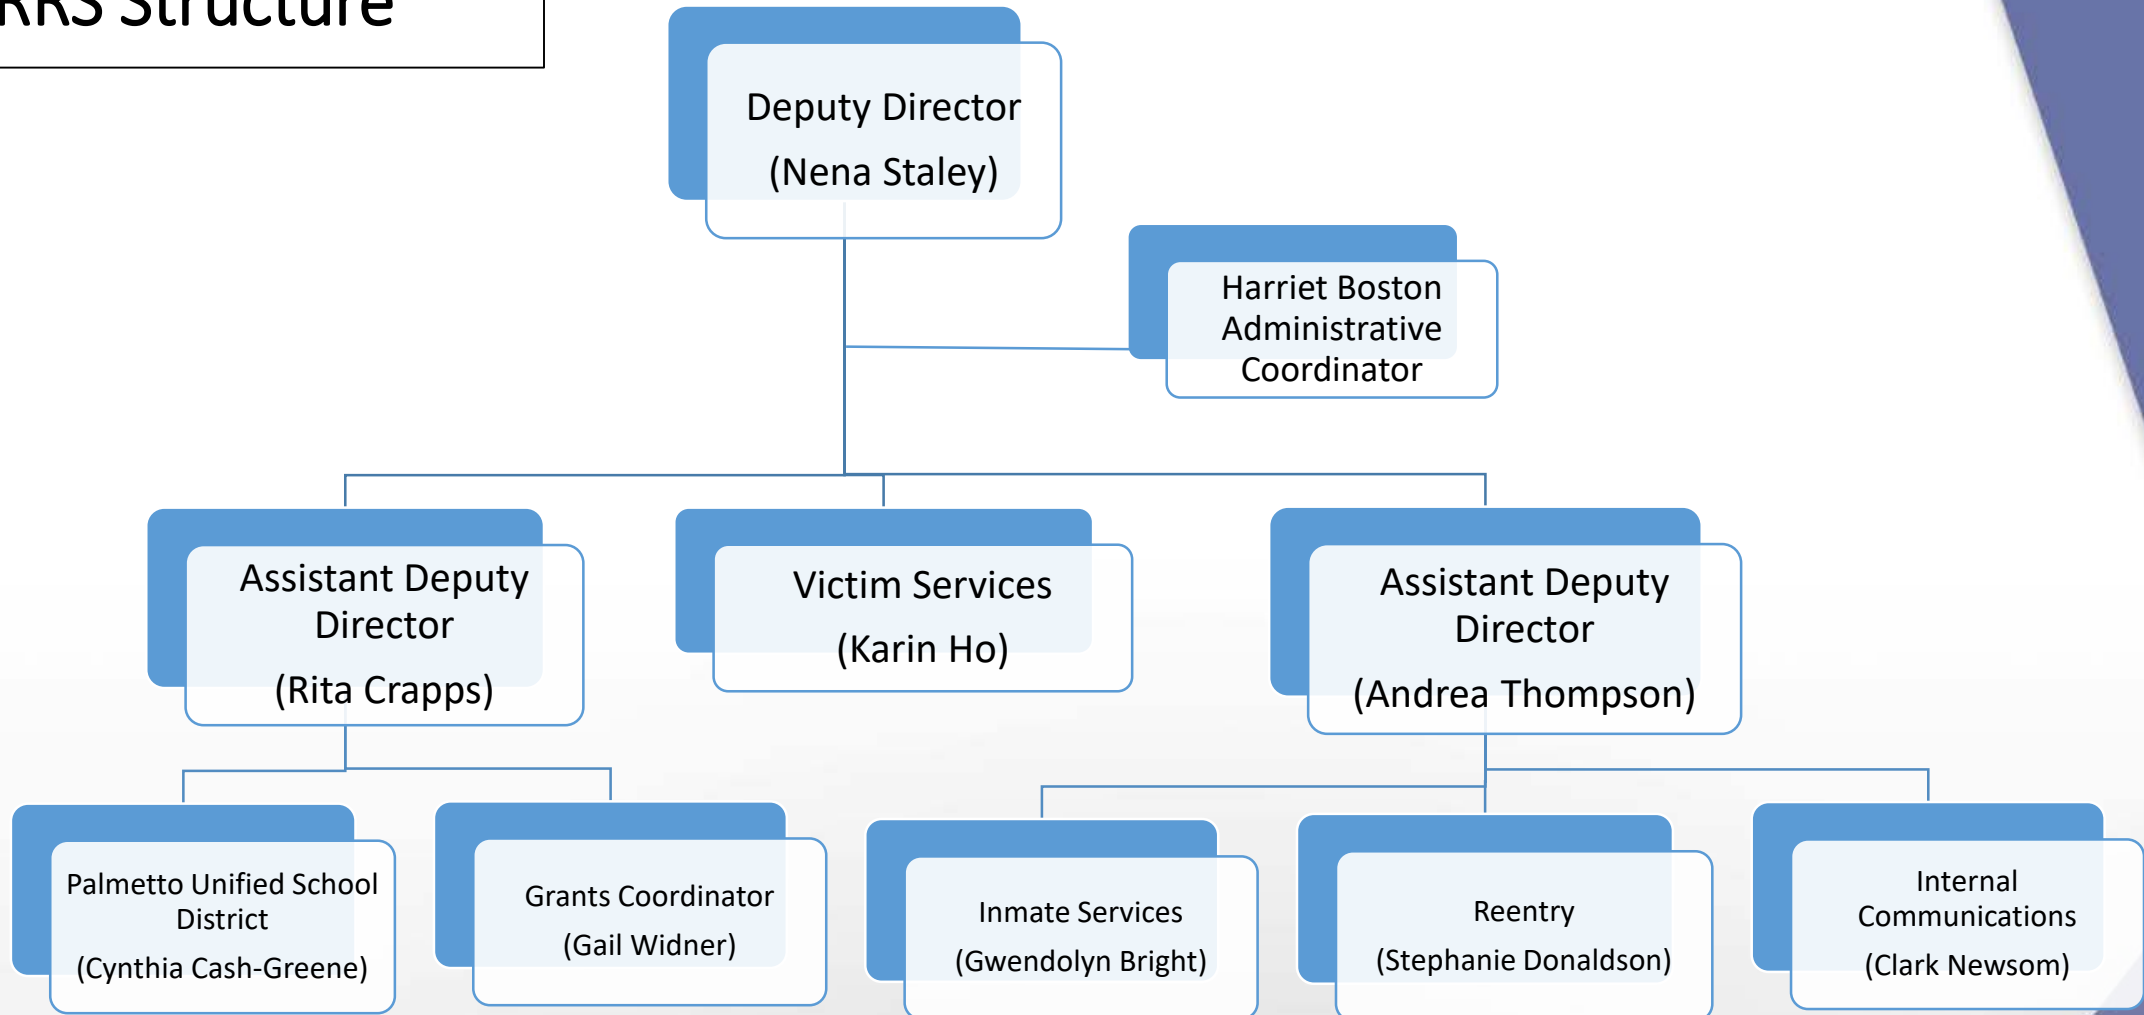 RRS Structure
Deputy Director
(Nena Staley)
Harriet Boston
Administrative
Coordinator
Assistant Deputy
Director
(Rita Crapps)
Victim Services
(Karin Ho)
Assistant Deputy
Director
(Andrea Thompson)
Palmetto Unified School
District
(Cynthia Cash-Greene)
Grants Coordinator
(Gail Widner)
Inmate Services
(Gwendolyn Bright)
Reentry
(Stephanie Donaldson)
Internal
Communications
(Clark Newsom)